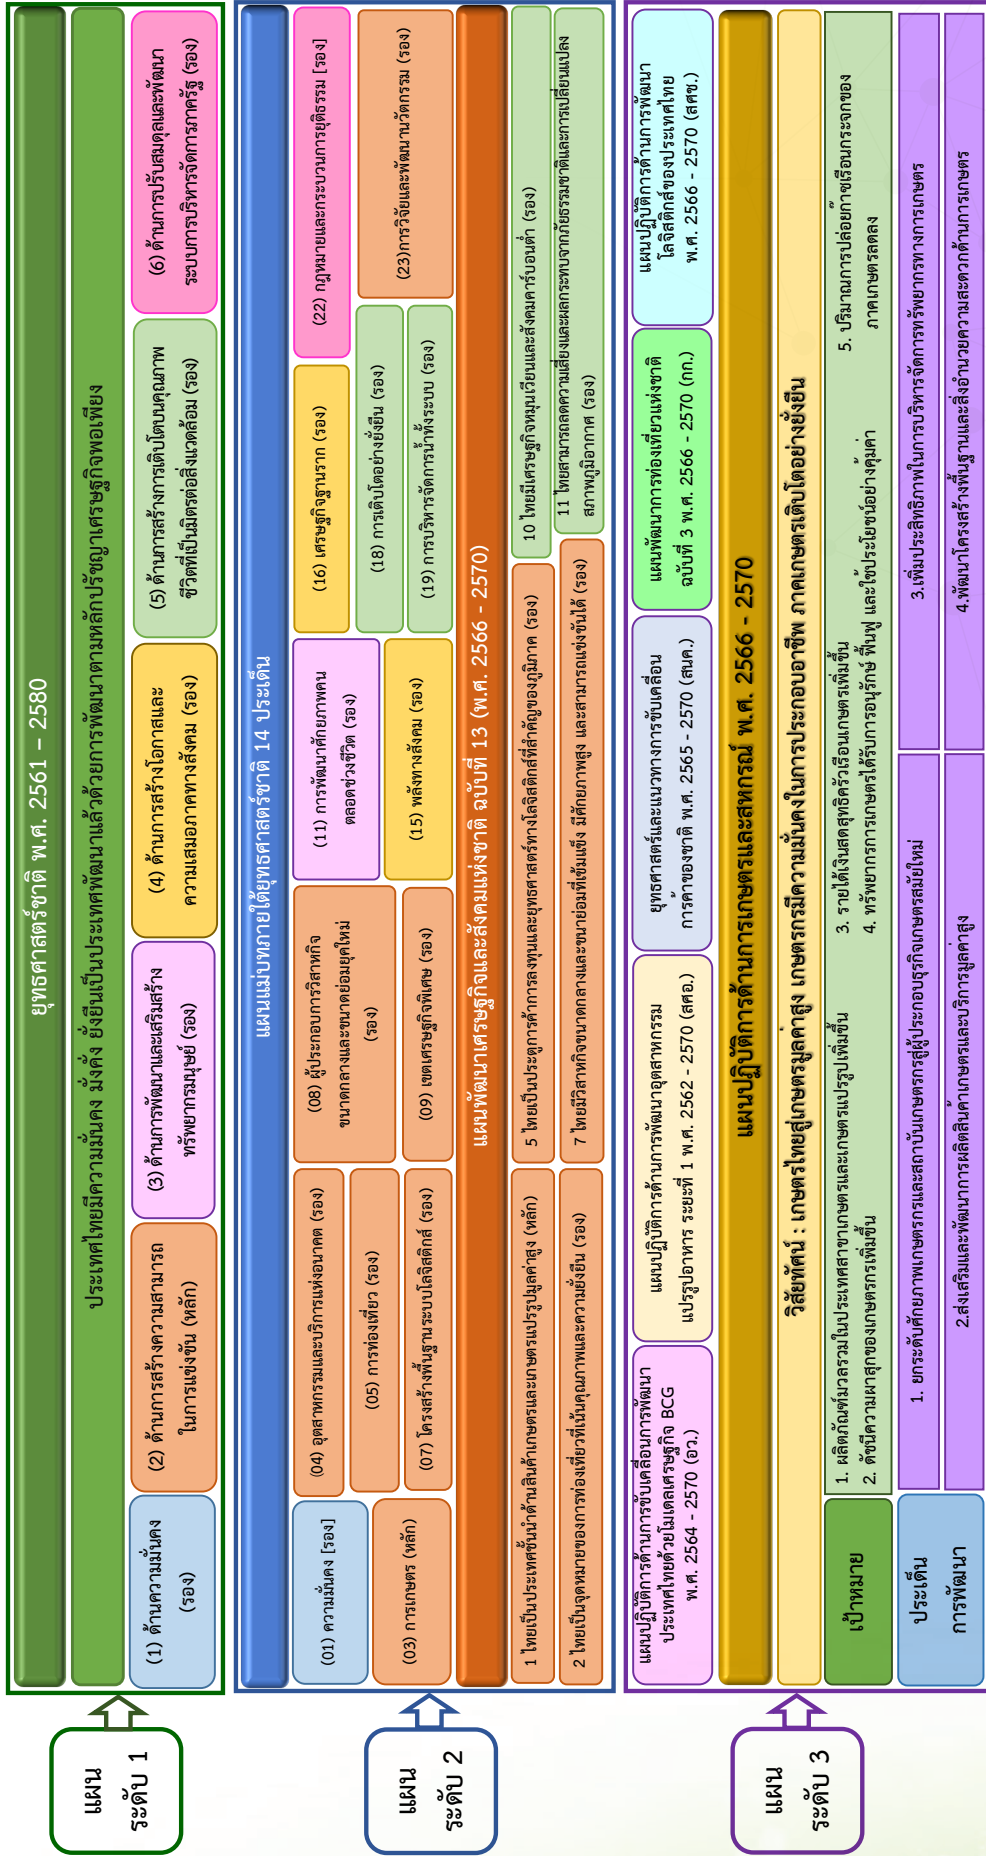 แผน
ระดับ 1
ยุทธศาสตร์ชาติ พ.ศ. 2561 – 2580
ประเทศไทยมีความมั่นคง มั่งคั่ง ยั่งยืนเป็นประเทศพัฒนาแล้วด้วยการพัฒนาตามหลักปรัชญาเศรษฐกิจพอเพียง
(1) ด้านความมั่นคง
(รอง)
(2) ด้านการสร้างความสามารถ
ในการแข่งขัน (หลัก)
(3) ด้านการพัฒนาและเสริมสร้าง
ทรัพยากรมนุษย์ (รอง)
(4) ด้านการสร้างโอกาสและ
ความเสมอภาคทางสังคม (รอง)
(5) ด้านการสร้างการเติบโตบนคุณภาพ
ชีวิตที่เป็นมิตรต่อสิ่งแวดล้อม (รอง)
(6) ด้านการปรับสมดุลและพัฒนา
ระบบการบริหารจัดการภาครัฐ (รอง)
แผน
ระดับ 2
แผนแม่บทภายใต้ยุทธศาสตร์ชาติ 14 ประเด็น
(01) ความมั่นคง [รอง]
(03) การเกษตร (หลัก)
(04) อุตสาหกรรมและบริการแห่งอนาคต (รอง)
(05) การท่องเที่ยว (รอง)
(07) โครงสร้างพื้นฐานระบบโลจิสติกส์ (รอง)
(08) ผู้ประกอบการวิสาหกิจ
ขนาดกลางและขนาดย่อมยุคใหม่
(รอง)
(09) เขตเศรษฐกิจพิเศษ (รอง)
(11) การพัฒนาศักยภาพคน
ตลอดช่วงชีวิต (รอง)
(15) พลังทางสังคม (รอง)
(16) เศรษฐกิจฐานราก (รอง)
(18) การเติบโตอย่างยั่งยืน (รอง)
(19) การบริหารจัดการน้ำทั้งระบบ (รอง)
(22) กฎหมายและกระบวนการยุติธรรม [รอง]
(23)การวิจัยและพัฒนานวัตกรรม (รอง)
แผนพัฒนาเศรษฐกิจและสังคมแห่งชาติ ฉบับที่ 13 (พ.ศ. 2566 - 2570)
1 ไทยเป็นประเทศชั้นนำด้านสินค้าเกษตรและเกษตรแปรรูปมูลค่าสูง (หลัก)
2 ไทยเป็นจุดหมายของการท่องเที่ยวที่เน้นคุณภาพและความยั่งยืน (รอง)
5 ไทยเป็นประตูการค้าการลงทุนและยุทธศาสตร์ทางโลจิสติกส์ที่สำคัญของภูมิภาค (รอง)
7 ไทยมีวิสาหกิจขนาดกลางและขนาดย่อมที่เข้มแข็ง มีศักยภาพสูง และสามารถแข่งขันได้ (รอง)
10 ไทยมีเศรษฐกิจหมุนเวียนและสังคมคาร์บอนต่ำ (รอง)
11 ไทยสามารถลดความเสี่ยงและผลกระทบจากภัยธรรมชาติและการเปลี่ยนแปลง
สภาพภูมิอากาศ (รอง)
แผน
ระดับ 3
แผนปฏิบัติการด้านการขับเคลื่อนการพัฒนา
ประเทศไทยด้วยโมเดลเศรษฐกิจ BCG
พ.ศ. 2564 - 2570 (อว.)
แผนปฏิบัติการด้านการพัฒนาอุตสาหกรรม
แปรรูปอาหาร ระยะที่ 1 พ.ศ. 2562 - 2570 (สศอ.)
ยุทธศาสตร์และแนวทางการขับเคลื่อน
การค้าของชาติ พ.ศ. 2565 - 2570 (สนค.)
แผนพัฒนาการท่องเที่ยวแห่งชาติ
ฉบับที่ 3 พ.ศ. 2566 - 2570 (กก.)
แผนปฏิบัติการด้านการพัฒนา
โลจิสติกส์ของประเทศไทย
พ.ศ. 2566 - 2570 (สศช.)
แผนปฏิบัติการด้านการเกษตรและสหกรณ์ พ.ศ. 2566 - 2570
วิสัยทัศน์ : เกษตรไทยสู่เกษตรมูลค่าสูง เกษตรกรมีความมั่นคงในการประกอบอาชีพ ภาคเกษตรเติบโตอย่างยั่งยืน
เป้าหมาย
1. ผลิตภัณฑ์มวลรวมในประเทศสาขาเกษตรและเกษตรแปรรูปเพิ่มขึ้น
2. ดัชนีความผาสุกของเกษตรกรเพิ่มขึ้น
3. รายได้เงินสดสุทธิครัวเรือนเกษตรเพิ่มขึ้น
4. ทรัพยากรการเกษตรได้รับการอนุรักษ์ ฟื้นฟู และใช้ประโยชน์อย่างคุ้มค่า
5. ปริมาณการปล่อยก๊าซเรือนกระจกของ
ภาคเกษตรลดลง
ประเด็น
การพัฒนา
1. ยกระดับศักยภาพเกษตรกรและสถาบันเกษตรกรสู่ผู้ประกอบธุรกิจเกษตรสมัยใหม่
2.ส่งเสริมและพัฒนาการผลิตสินค้าเกษตรและบริการมูลค่าสูง
3.เพิ่มประสิทธิภาพในการบริหารจัดการทรัพยากรทางการเกษตร
4.พัฒนาโครงสร้างพื้นฐานและสิ่งอำนวยความสะดวกด้านการเกษตร